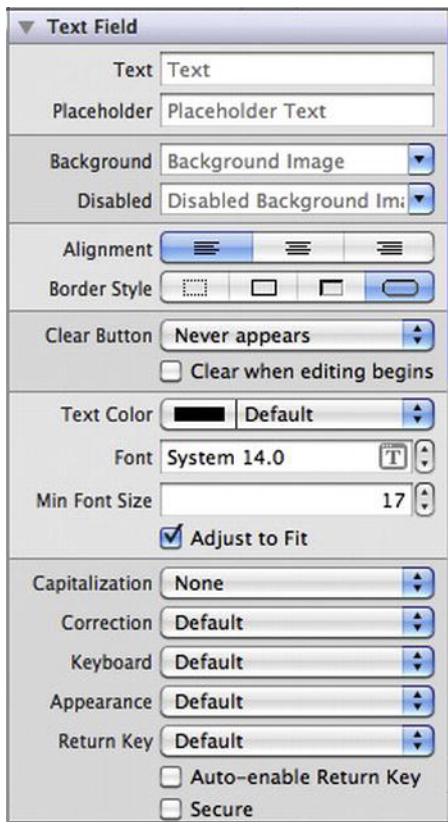 Text Field
Text Text
Placeholder Placeholder Text
Background Background Image
Disabled Disabled Background Ima
Alignment
Border Style
Clear Button Never appears
Clear when editing begins
Text Color Default
Font System 14.0 T
Min Font Size 17
Adjust to Fit
Capitalization None
Correction Default
Keyboard Default
Appearance Default
Return Key Default
Auto-enable Return Key
Secure